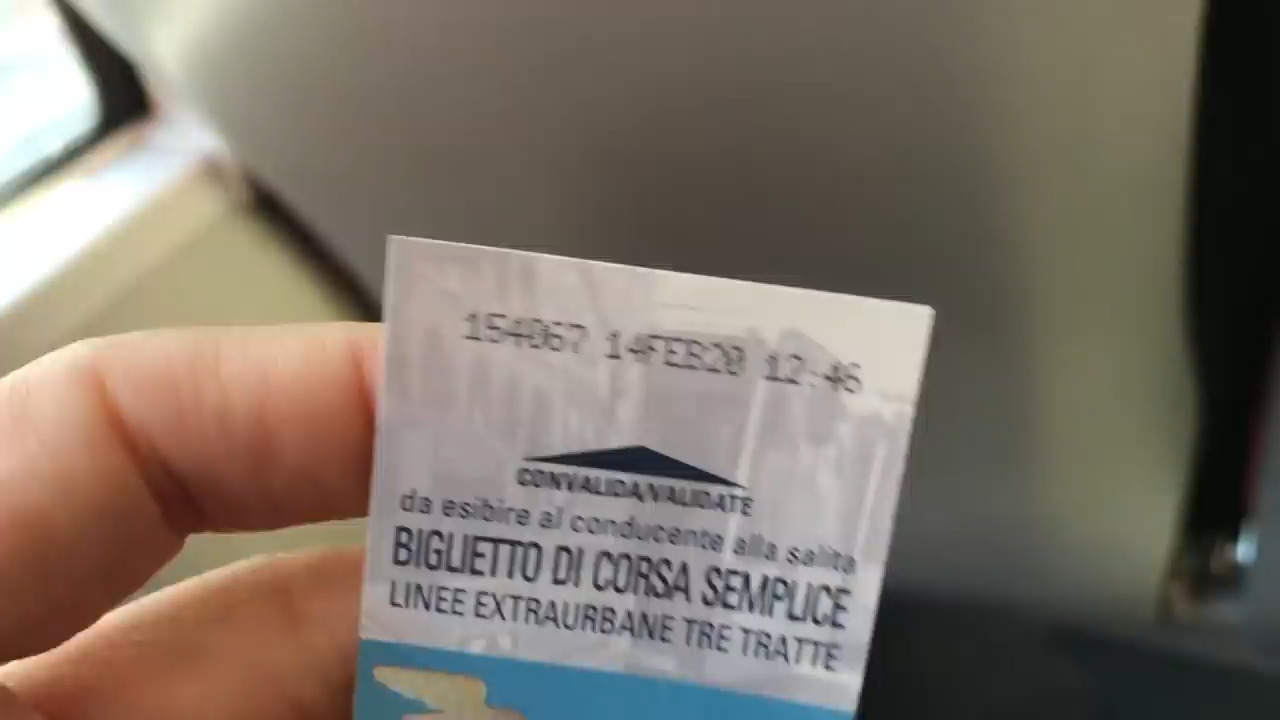 154067 14FEB20 12:46
CONVALIDA/VALIDATE
da esibire al conducente alla salita
BIGLIETTO DI CORSA SEMPLICE
LINEE EXTRAURBANE TRE TRATTE